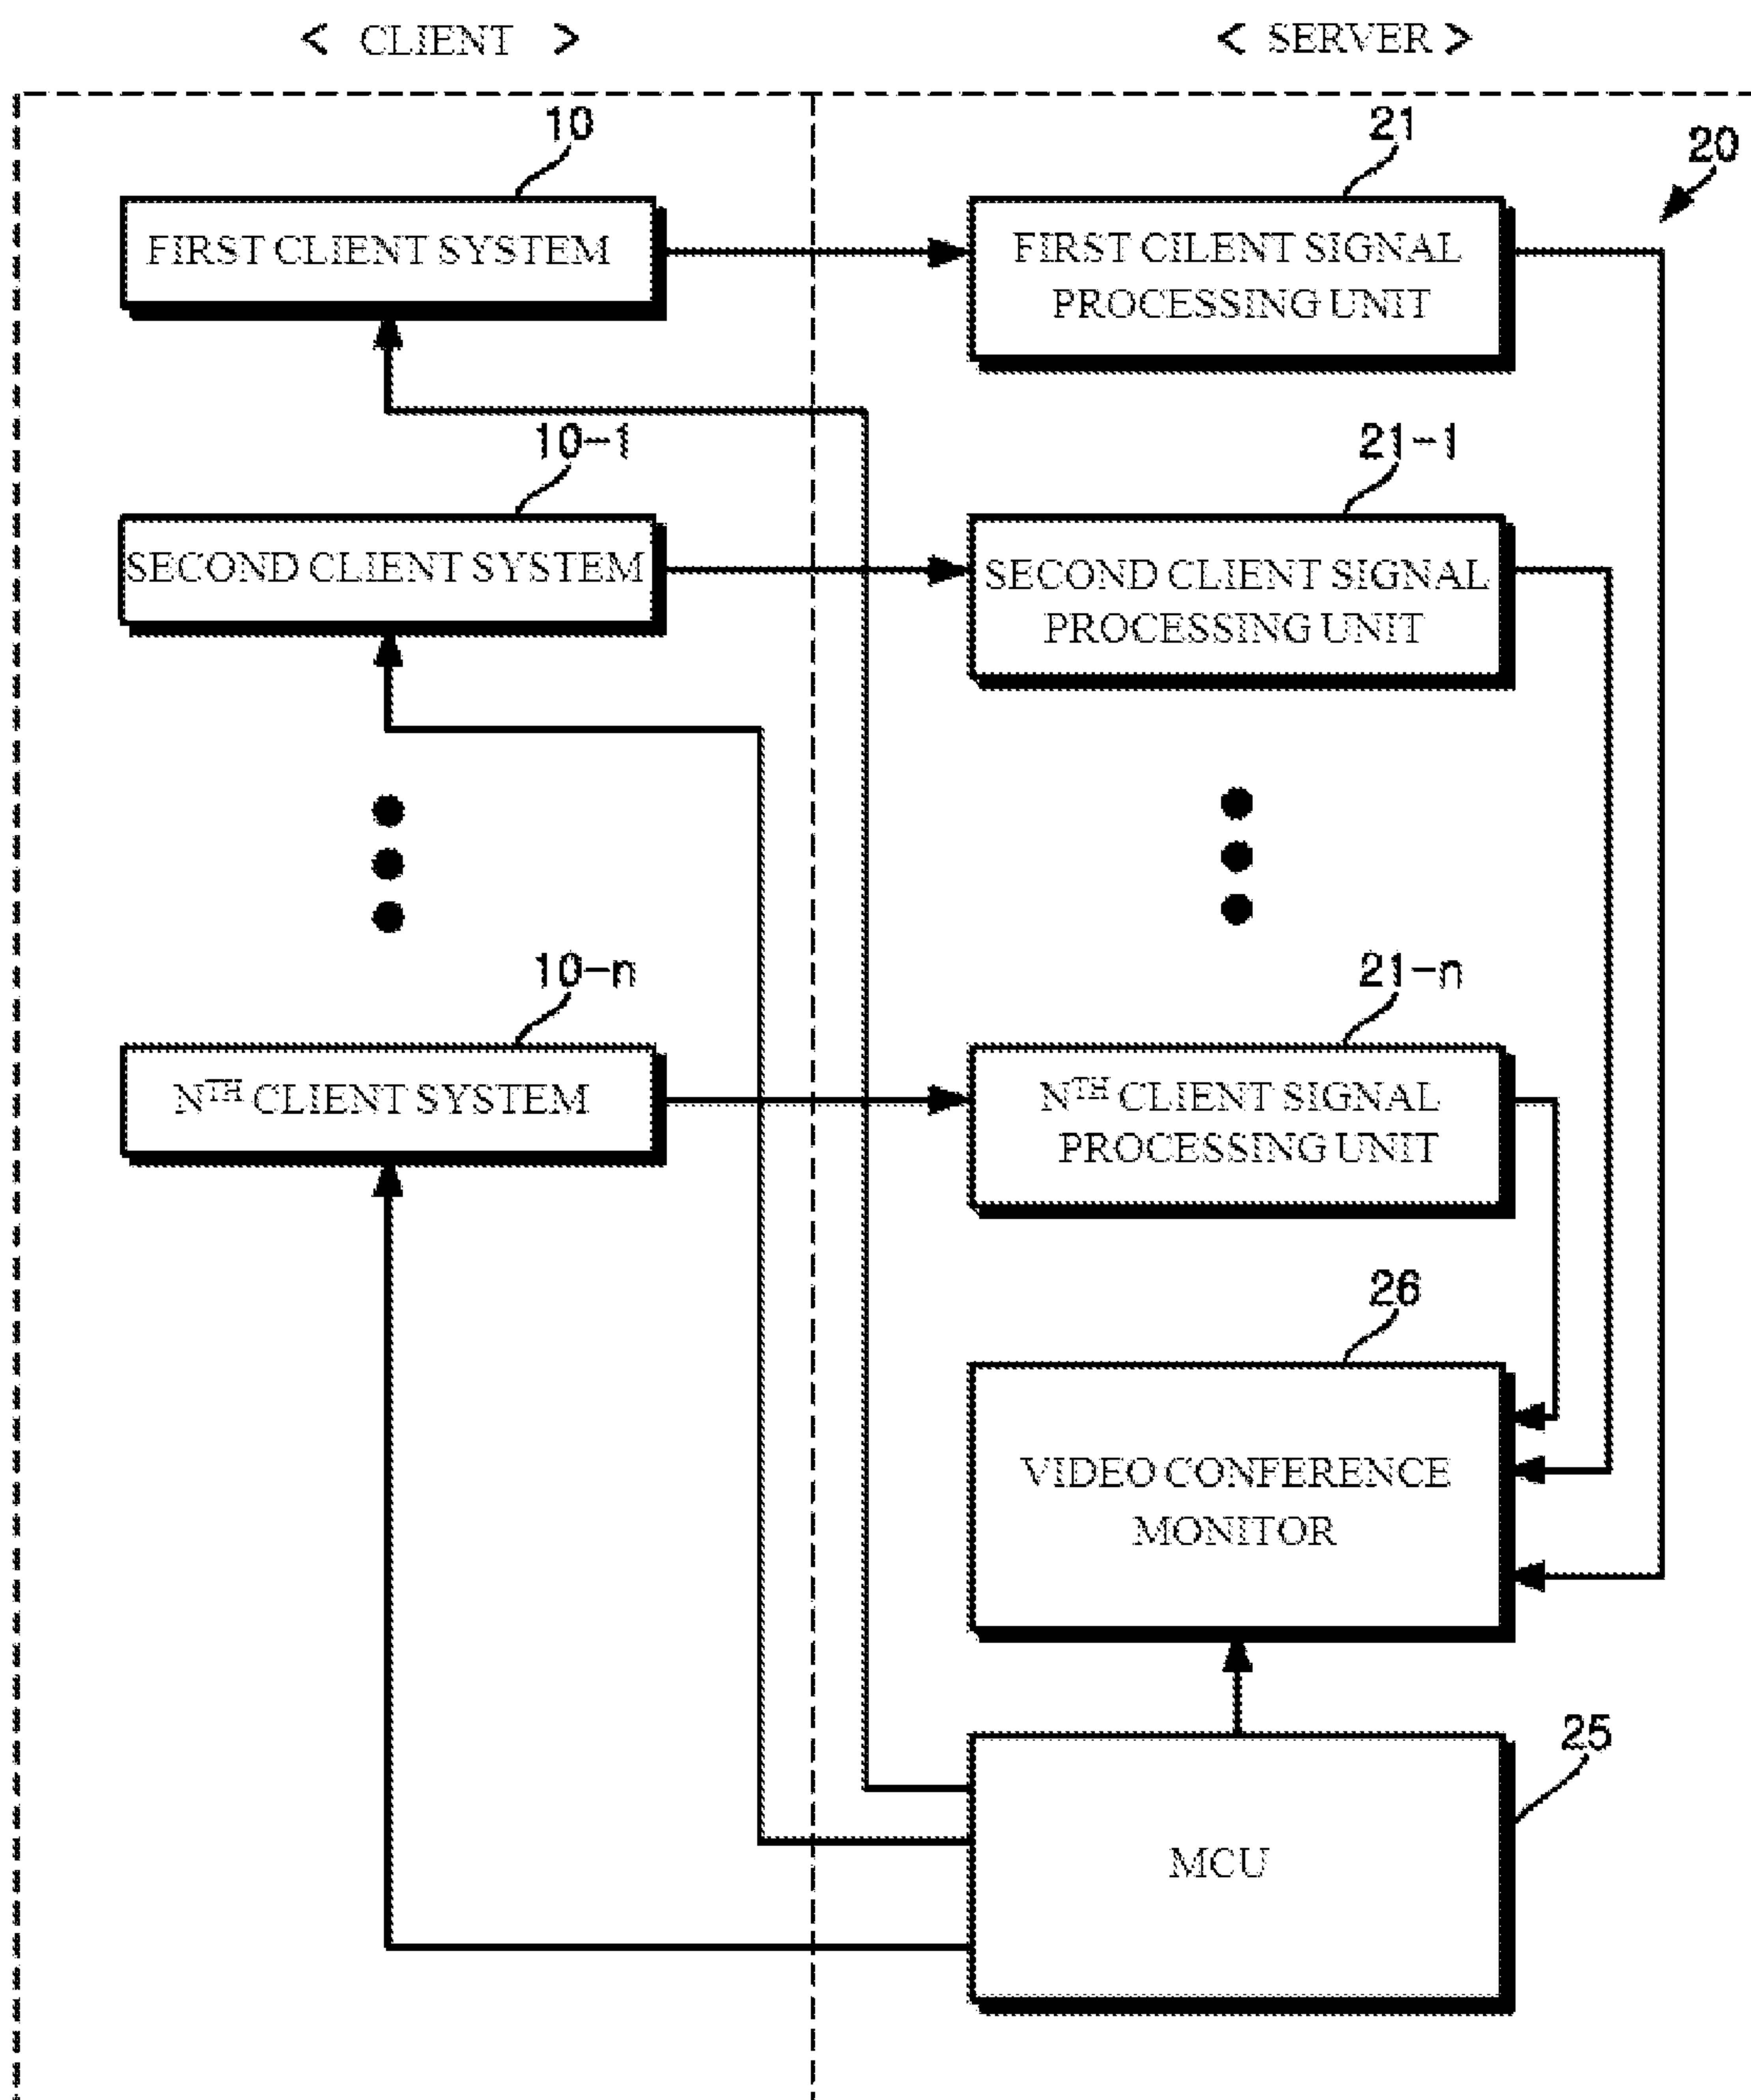 < CLIENT >
< SERVER >
10
21
20
FIRST CLIENT SYSTEM
FIRST CILENT SIGNAL
PROCESSING UNIT
10-1
21-1
SECOND CLIENT SYSTEM
SECOND CLIENT SIGNAL
PROCESSING UNIT
10-n
21-n
NTH CLIENT SYSTEM
NTH CLIENT SIGNAL
PROCESSING UNIT
26
VIDEO CONFERENCE
MONITOR
25
MCU